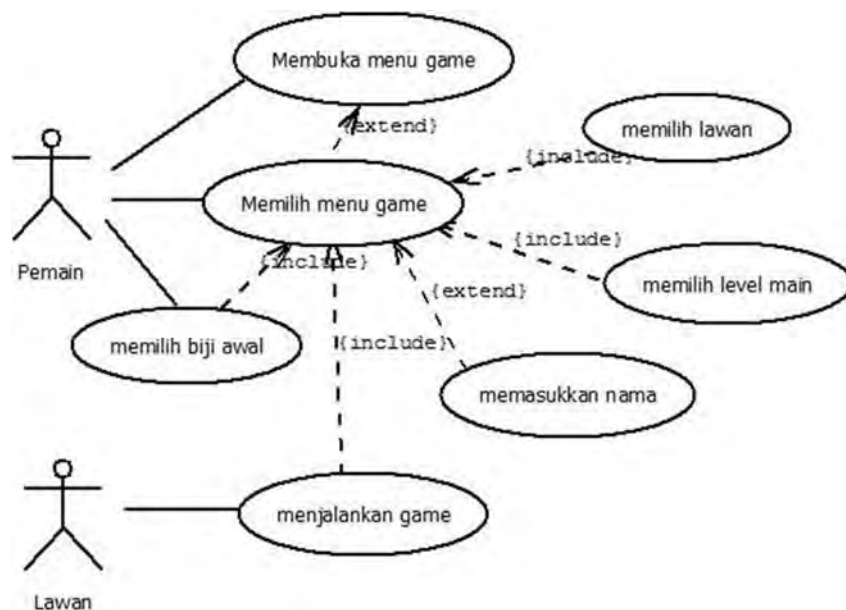 Membuka menu game
{extend}
memilih lawan
{include}
Memilih menu game
{include}
Pemain
{include}
{extend}
memilih level main
memilih biji awal
{include}
memasukkan nama
menjalankan game
Lawan